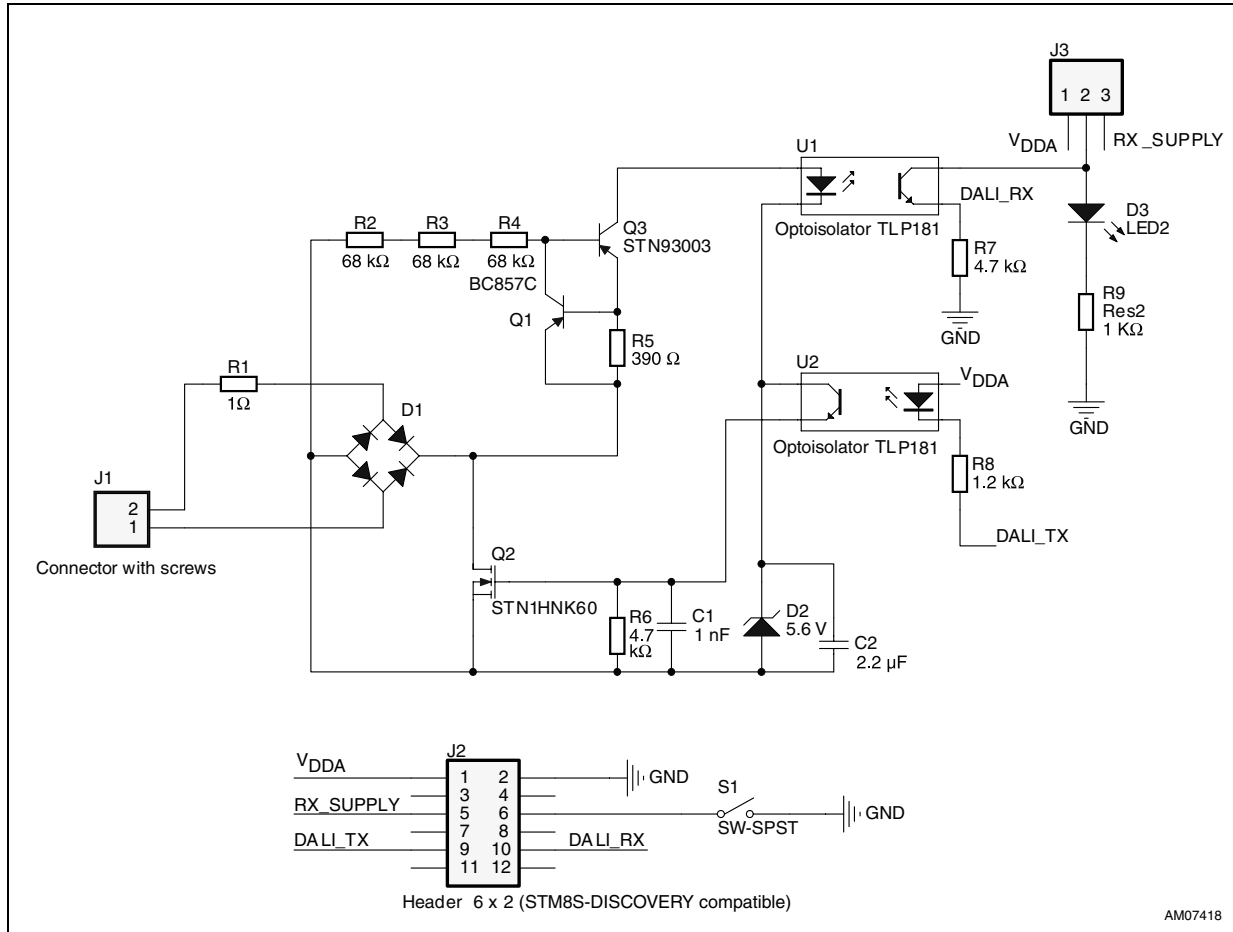 J3
1 2 3
VDDA
RX_SUPPLY
U1
DALI_RX
Optoisolator TLP181
D3
LED2
R7
4.7 kΩ
GND
R9
Res2
1 KΩ
GND
R2
68 kΩ
R3
68 kΩ
R4
68 kΩ
Q3
STN93003
BC857C
Q1
R5
390 Ω
U2
VDDA
Optoisolator TLP181
R8
1.2 kΩ
DALI_TX
R1
1Ω
D1
J1
2
1
Connector with screws
Q2
STN1HNK60
R6
4.7
kΩ
C1
1 nF
D2
5.6 V
C2
2.2 µF
J2
VDDA
1 2
GND
3 4
RX_SUPPLY
5 6
S1
SW-SPST
GND
7 8
DALI_TX
9 10
DALI_RX
11 12
Header 6 x 2 (STM8S-DISCOVERY compatible)
AM07418